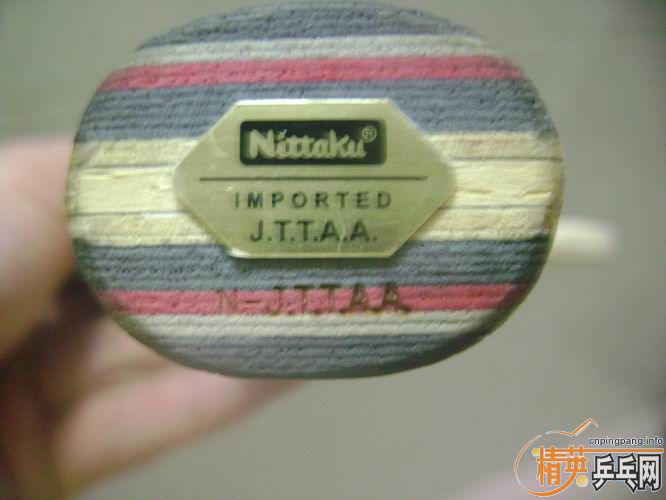 Nittaku®
IMPORTED
J.T.T.A.A.
N-J.T.T.A.A.
cnpingpang.info
精英乒乓网